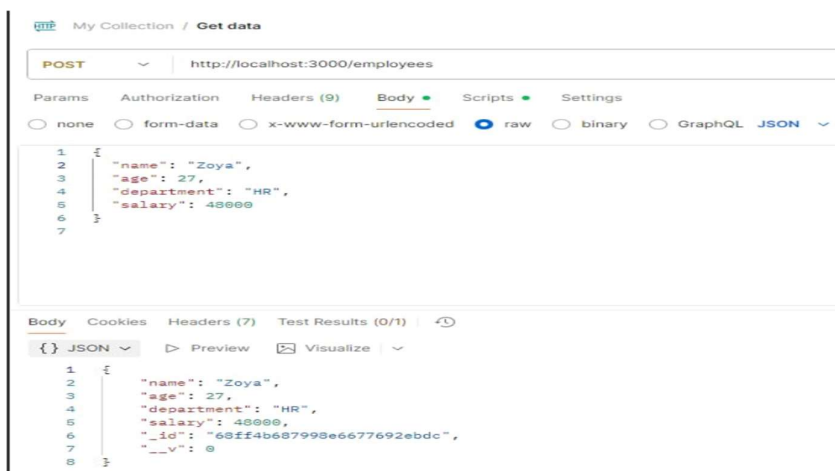 HTTP My Collection / Get data
POST http://localhost:3000/employees
Params Authorization Headers (9) Body Scripts Settings
none form-data x-www-form-urlencoded raw binary GraphQL JSON
1 {
2 "name": "Zoya",
3 "age": 27,
4 "department": "HR",
5 "salary": 48000
6 }
7
Body Cookies Headers (7) Test Results (0/1)
{} JSON Preview Visualize
1 {
2 "name": "Zoya",
3 "age": 27,
4 "department": "HR",
5 "salary": 48000,
6 "_id": "68ff4b687998e6677692ebdc",
7 "__v": 0
8 }